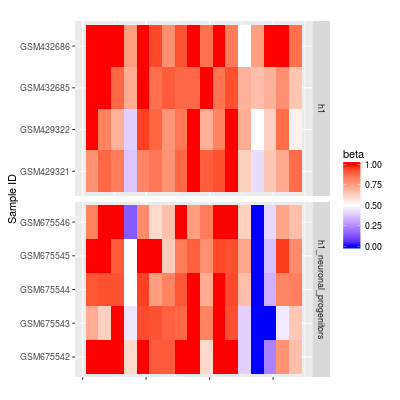 GSM432686
GSM432685
GSM429322
GSM429321
h1
GSM675546
GSM675545
GSM675544
GSM675543
GSM675542
h1_neuronal_progenitors
Sample ID
beta
1.00
0.75
0.50
0.25
0.00